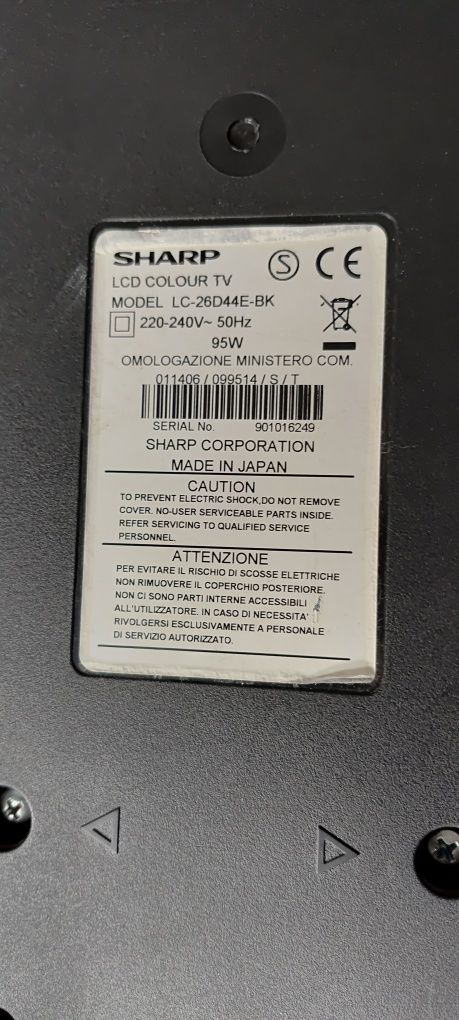 SHARP
S CE
LCD COLOUR TV
MODEL LC-26D44E-BK
220-240V~ 50Hz
95W
OMOLOGAZIONE MINISTERO COM.
011406 / 099514 / S / T
SERIAL No. 901016249
SHARP CORPORATION
MADE IN JAPAN
CAUTION
TO PREVENT ELECTRIC SHOCK,DO NOT REMOVE
COVER. NO-USER SERVICEABLE PARTS INSIDE.
REFER SERVICING TO QUALIFIED SERVICE
PERSONNEL.
ATTENZIONE
PER EVITARE IL RISCHIO DI SCOSSE ELETTRICHE
NON RIMUOVERE IL COPERCHIO POSTERIORE.
NON CI SONO PARTI INTERNE ACCESSIBILI
ALL'UTILIZZATORE. IN CASO DI NECESSITA'
RIVOLGERSI ESCLUSIVAMENTE A PERSONALE
DI SERVIZIO AUTORIZZATO.